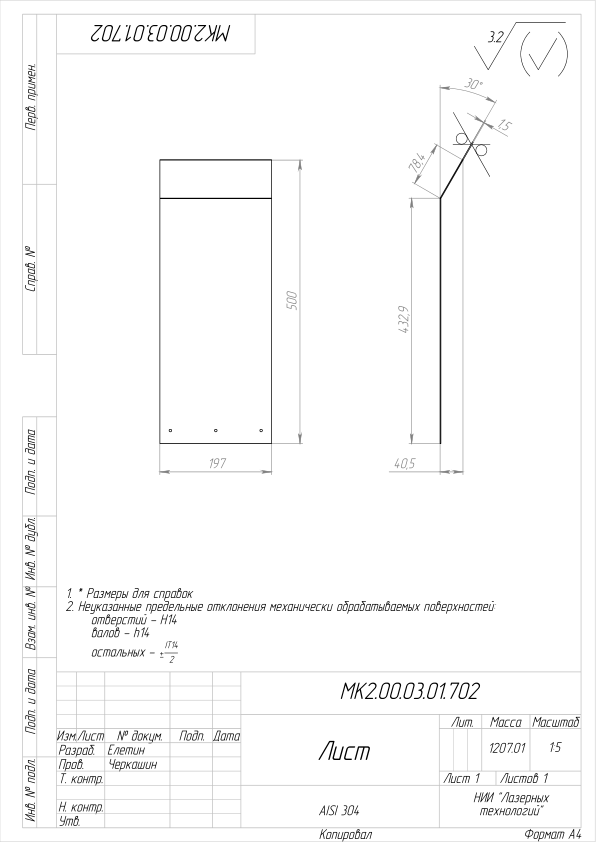 МК2.00.03.01.702
3.2
Перв. примен.
Справ. №
30°
1.5
78,4
500
432,9
197
40,5
Подп. и дата
Инв. № дубл.
Взам. инв. №
Подп. и дата
Инв. № подл.
1. * Размеры для справок
2. Неуказанные предельные отклонения механически обрабатываемых поверхностей
отверстий – H14
валов – h14
остальных – ± IT14
2
МК2.00.03.01.702
Изм. Лист № докум. Подп. Дата
Разраб. Елетин
Пров. Черкашин
Т. контр.
Н. контр.
Утв.
Лист
AISI 304
Лит. Масса Масштаб
1207.01 1:5
Лист 1 Листов 1
НИИ "Лазерных
технологий"
Копировал Формат А4